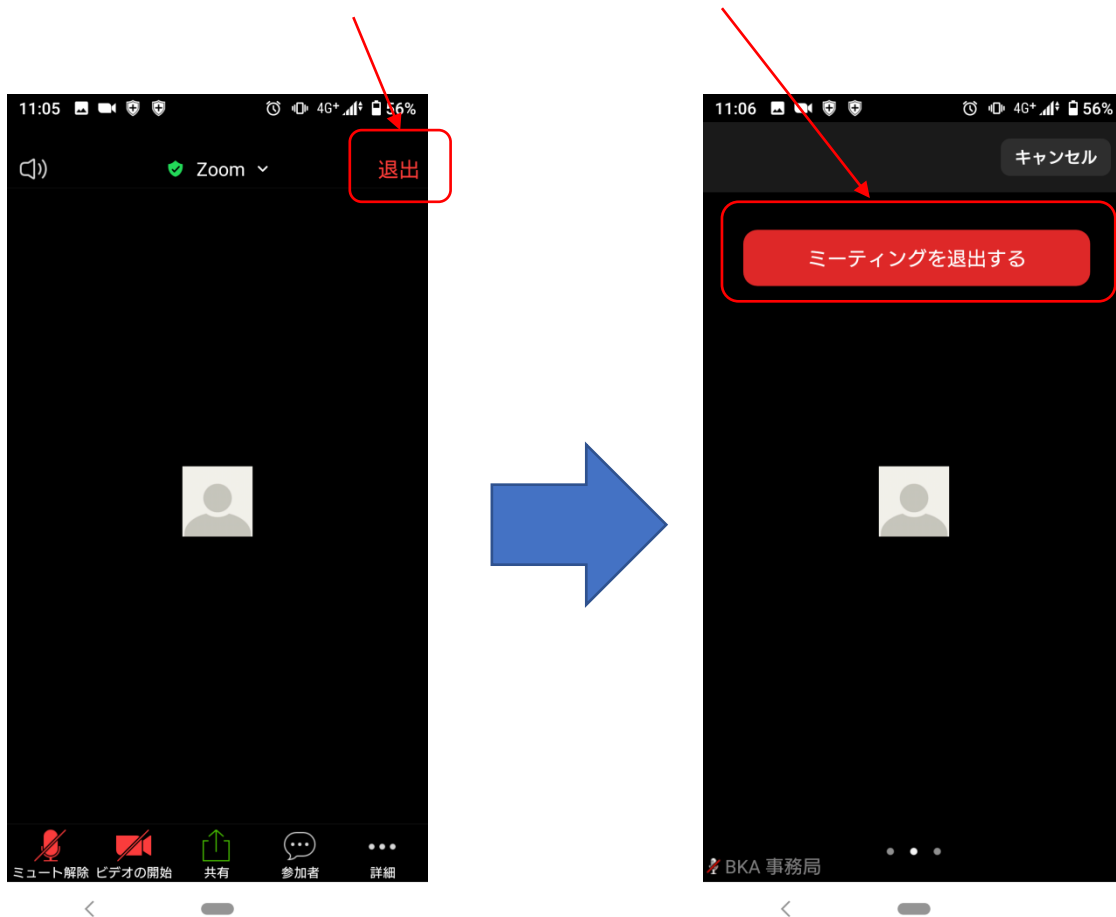 11:05 4G+ 56%
Zoom 退出
ミュート解除 ビデオの開始 共有 参加者 詳細
11:06 4G+ 56%
キャンセル
ミーティングを退出する
BKA 事務局